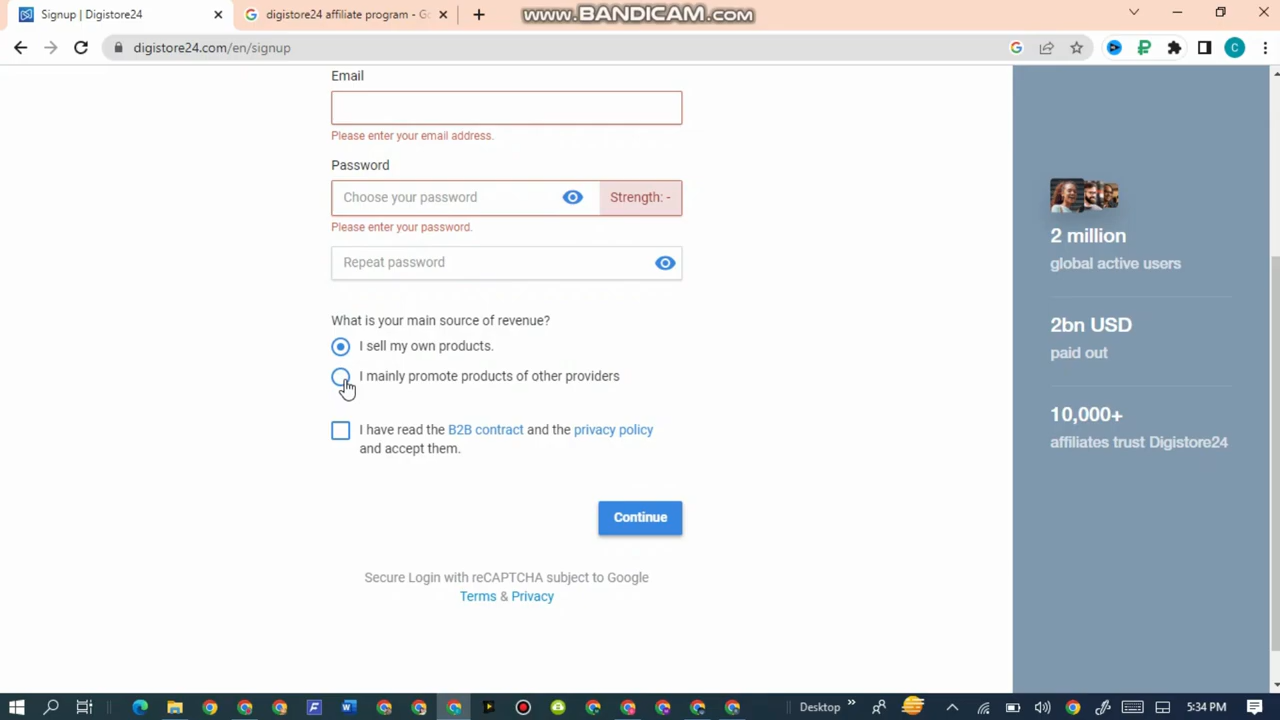 Signup | Digistore24
digistore24 affiliate program - Go
www.BANDICAM.com
digistore24.com/en/signup
C
Email
Please enter your email address.
Password
Choose your password
Strength: -
Please enter your password.
Repeat password
What is your main source of revenue?
I sell my own products.
I mainly promote products of other providers
I have read the B2B contract and the privacy policy
and accept them.
Continue
Secure Login with reCAPTCHA subject to Google
Terms & Privacy
2 million
global active users
2bn USD
paid out
10,000+
affiliates trust Digistore24
Desktop
5:34 PM